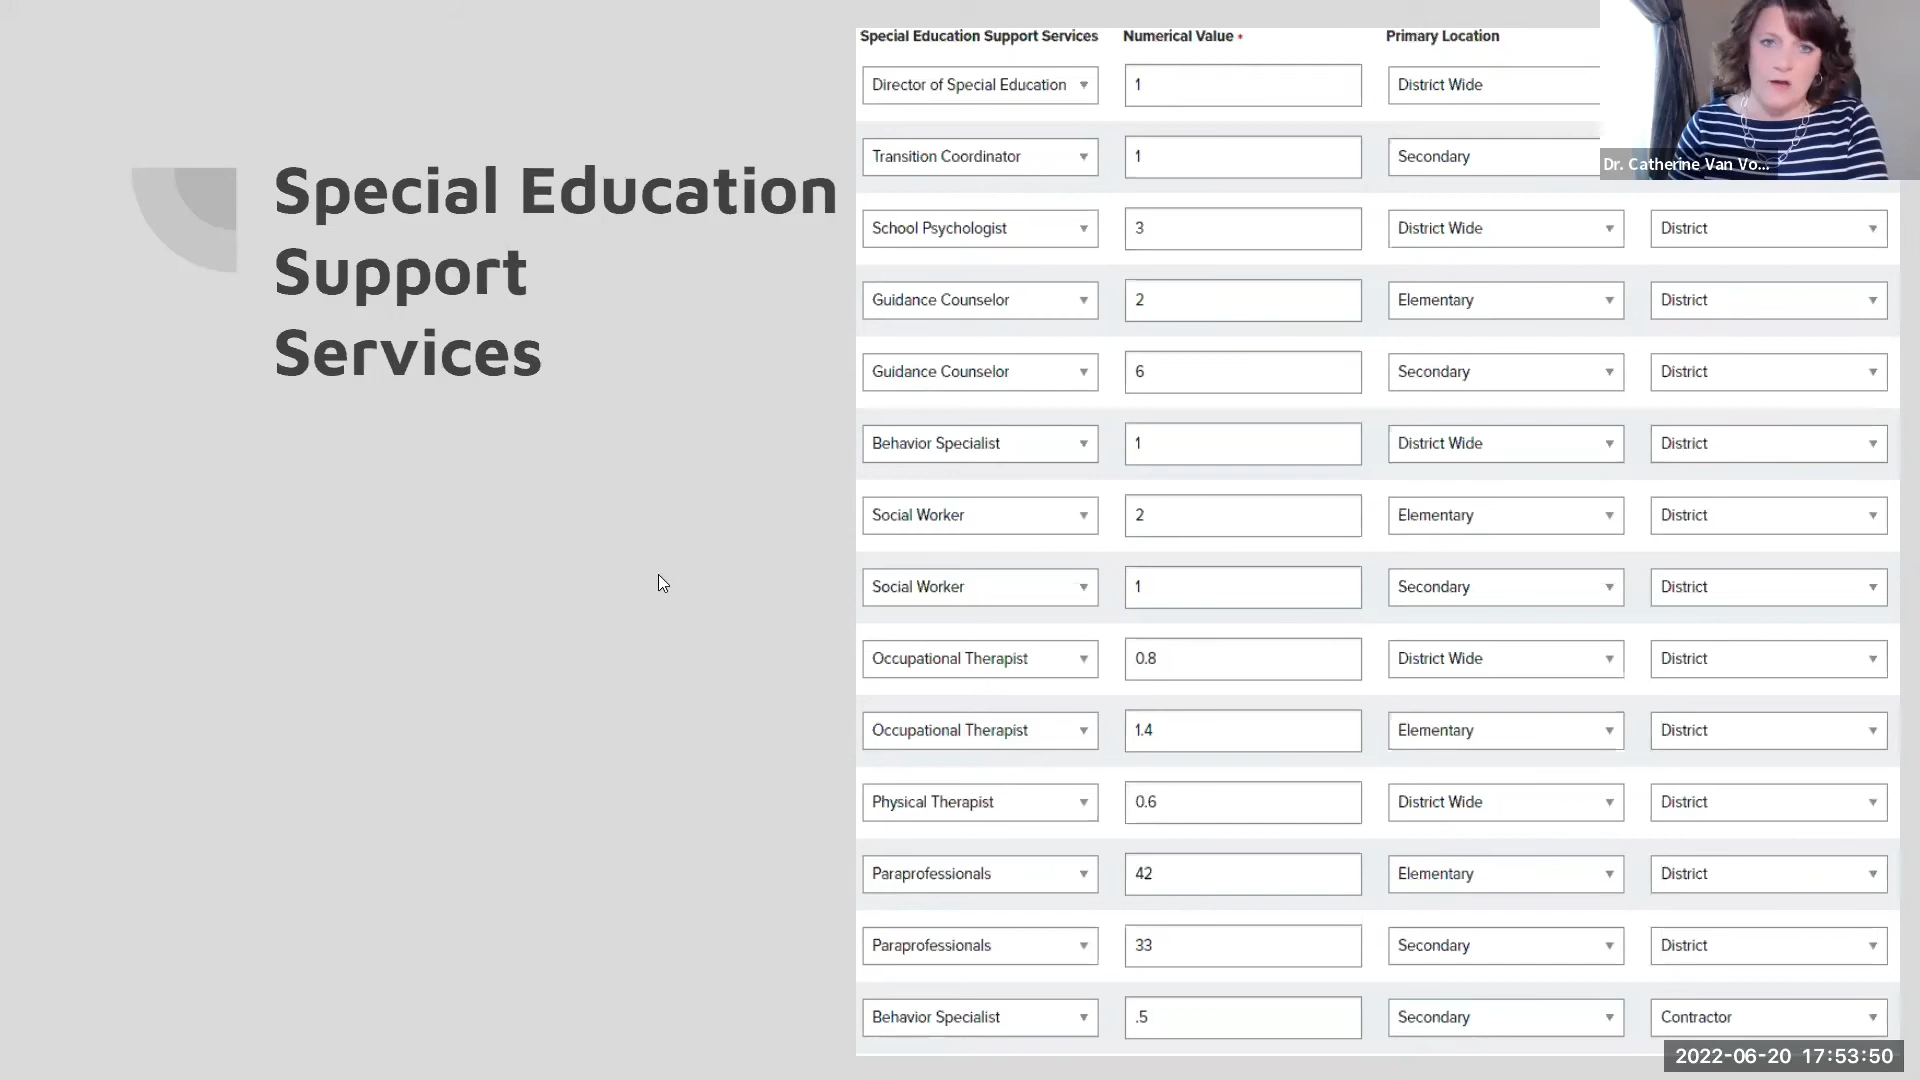 Special Education
Support
Services
Special Education Support Services Numerical Value * Primary Location
Director of Special Education 1 District Wide
Transition Coordinator 1 Secondary
School Psychologist 3 District Wide District
Guidance Counselor 2 Elementary District
Guidance Counselor 6 Secondary District
Behavior Specialist 1 District Wide District
Social Worker 2 Elementary District
Social Worker 1 Secondary District
Occupational Therapist 0.8 District Wide District
Occupational Therapist 1.4 Elementary District
Physical Therapist 0.6 District Wide District
Paraprofessionals 42 Elementary District
Paraprofessionals 33 Secondary District
Behavior Specialist .5 Secondary Contractor
Dr. Catherine Van Vo...
2022-06-20 17:53:50